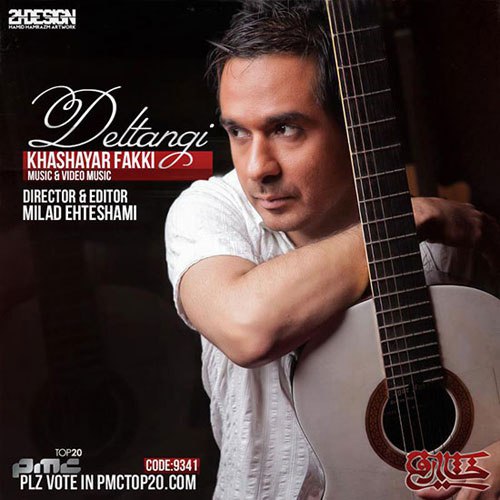 2HDESIGN
HAMID HAMRAZM ARTWORK
Deltangi
KHASHAYAR FAKKI
MUSIC & VIDEO MUSIC
DIRECTOR & EDITOR
MILAD EHTESHAMI
TOP20
PMC
CODE:9341
PLZ VOTE IN PMCTOP20.COM